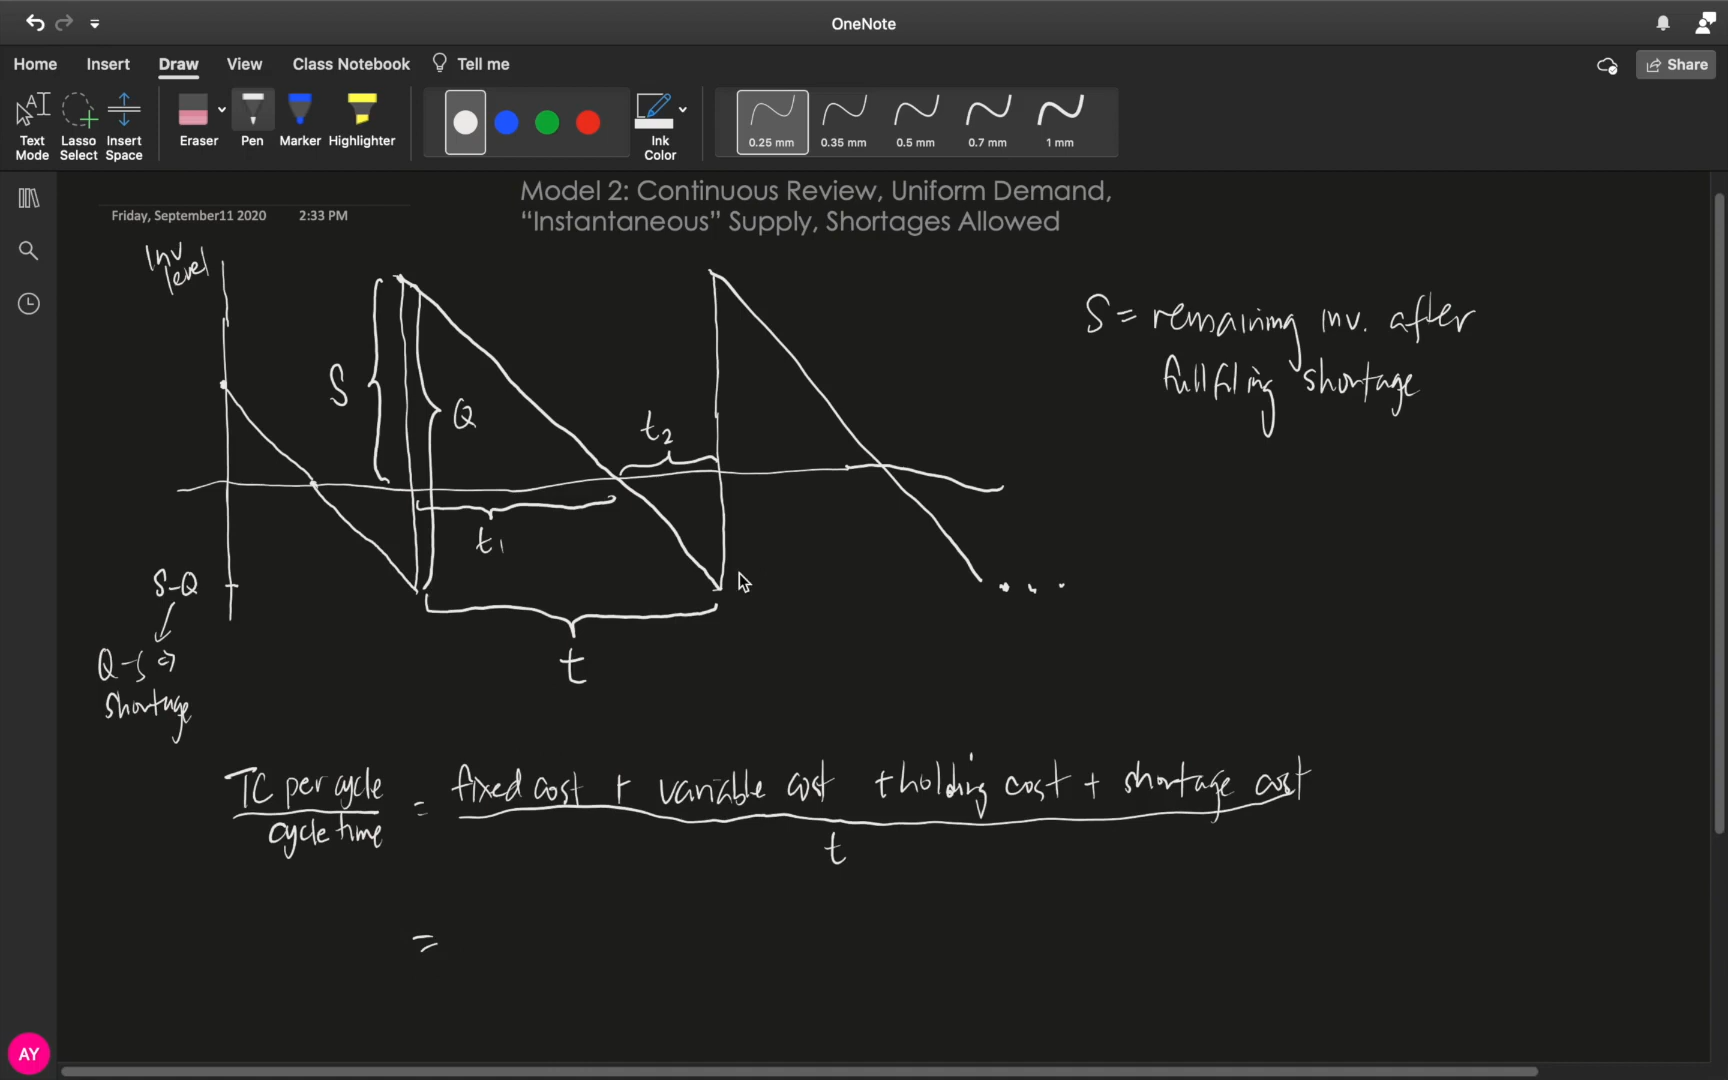 OneNote
Home Insert Draw View Class Notebook Tell me
Share
Text Mode
Lasso Select
Insert Space
Eraser
Pen
Marker
Highlighter
Ink Color
0.25 mm
0.35 mm
0.5 mm
0.7 mm
1 mm
Model 2: Continuous Review, Uniform Demand,
“Instantaneous” Supply, Shortages Allowed
Friday, September11 2020 2:33 PM
Inv
level
S = remaining inv. after
fullfiling shortage
S
Q
t₂
t₁
S-Q
t
Q-S ⇒
shortage
TC per cycle = fixed cost + variable cost + holding cost + shortage cost
cycle time
t
=
AY